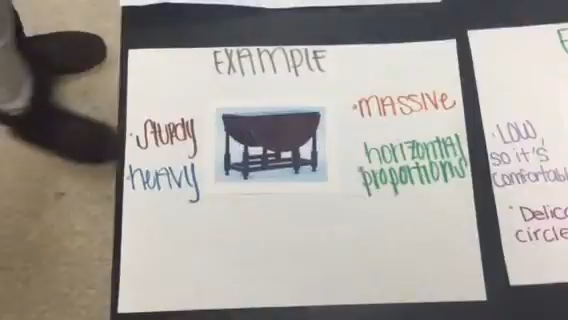 EXAMPLE
·Sturdy
heavy
·MASSIVE
horizontal
proportions
·LOW,
so it's
comfortabl
·Delic
circle